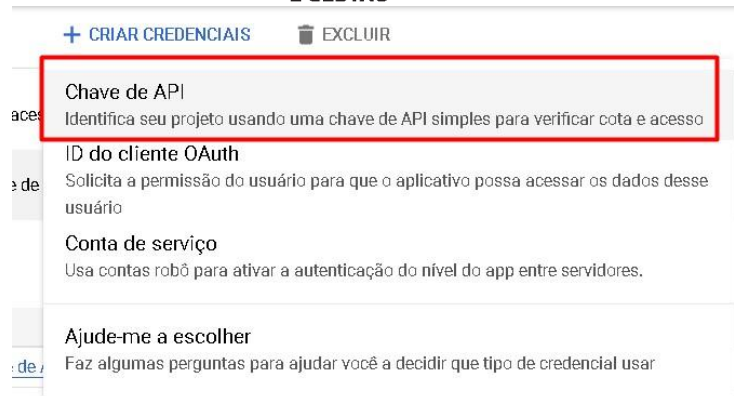 + CRIAR CREDENCIAIS
EXCLUIR
Chave de API
Identifica seu projeto usando uma chave de API simples para verificar cota e acesso
ID do cliente OAuth
Solicita a permissão do usuário para que o aplicativo possa acessar os dados desse
usuário
Conta de serviço
Usa contas robô para ativar a autenticação do nível do app entre servidores.
Ajude-me a escolher
Faz algumas perguntas para ajudar você a decidir que tipo de credencial usar